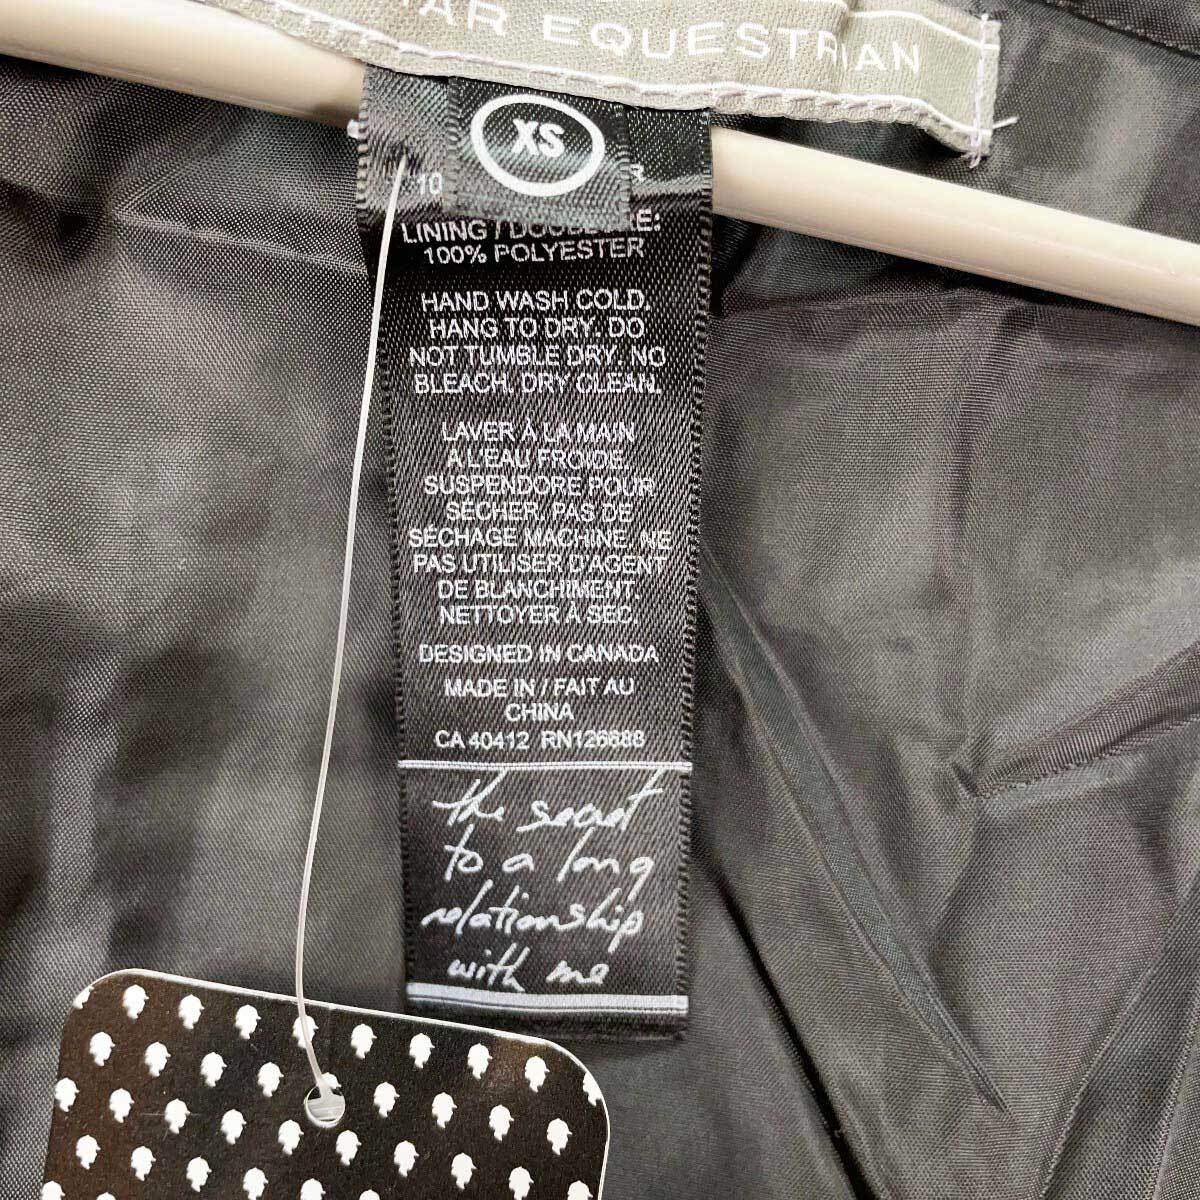 EQUESTRIAN
XS
10
LINING
100% POLYESTER
HAND WASH COLD.
HANG TO DRY. DO
NOT TUMBLE DRY. NO
BLEACH. DRY CLEAN.
LAVER À LA MAIN
A L'EAU FROIDE.
SUSPENDORE POUR
SÉCHER. PAS DE
SÉCHAGE MACHINE. NE
PAS UTILISER D'AGENT
DE BLANCHIMENT.
NETTOYER À SEC.
DESIGNED IN CANADA
MADE IN / FAIT AU
CHINA
CA 40412 RN126688
the secret
to a long
relationship
with me